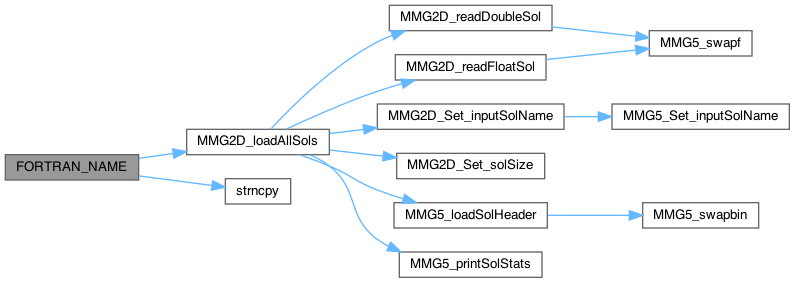 MMG2D_readDoubleSol
MMG5_swapf
MMG2D_readFloatSol
MMG2D_Set_inputSolName
MMG5_Set_inputSolName
MMG2D_loadAllSols
FORTRAN_NAME
MMG2D_Set_solSize
strncpy
MMG5_loadSolHeader
MMG5_swapbin
MMG5_printSolStats